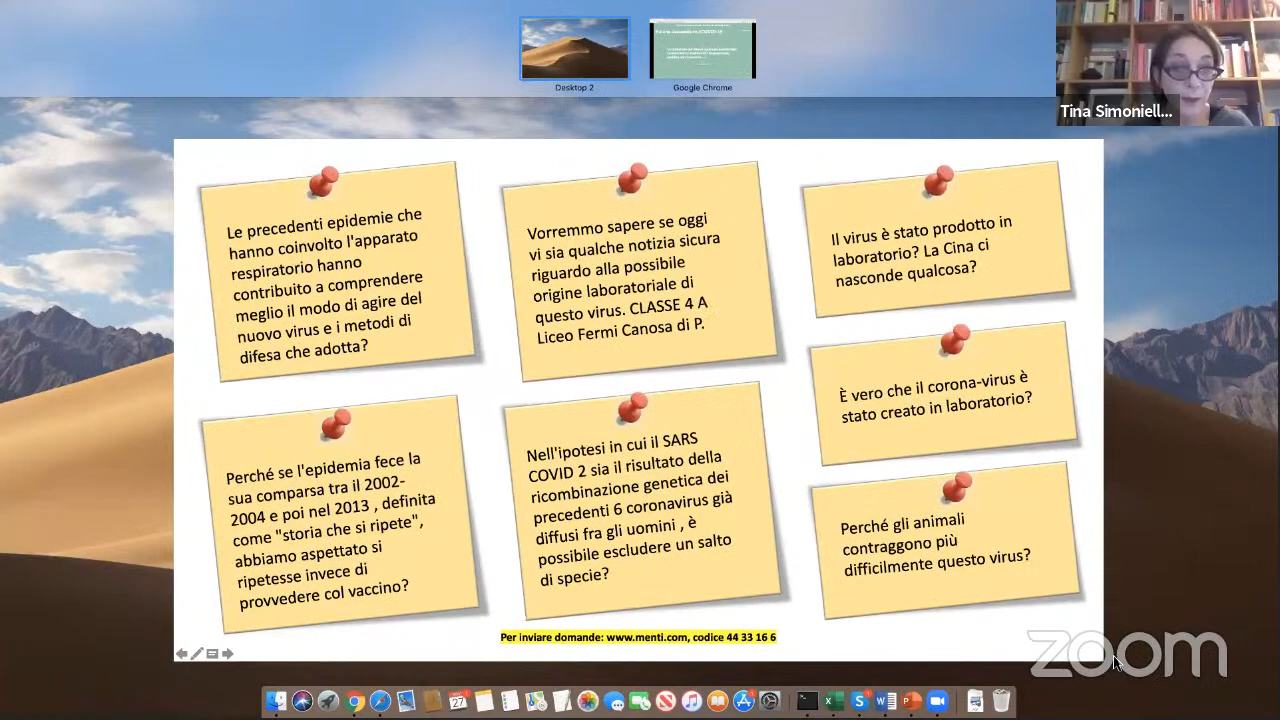 Desktop 2
Google Chrome
Tina Simoniell...
Le precedenti epidemie che
hanno coinvolto l'apparato
respiratorio hanno
contribuito a comprendere
meglio il modo di agire del
nuovo virus e i metodi di
difesa che adotta?
Vorremmo sapere se oggi
vi sia qualche notizia sicura
riguardo alla possibile
origine laboratoriale di
questo virus. CLASSE 4 A
Liceo Fermi Canosa di P.
Il virus è stato prodotto in
laboratorio? La Cina ci
nasconde qualcosa?
È vero che il corona-virus è
stato creato in laboratorio?
Perché se l'epidemia fece la
sua comparsa tra il 2002-
2004 e poi nel 2013 , definita
come "storia che si ripete",
abbiamo aspettato si
ripetesse invece di
provvedere col vaccino?
Nell'ipotesi in cui il SARS
COVID 2 sia il risultato della
ricombinazione genetica dei
precedenti 6 coronavirus già
diffusi fra gli uomini , è
possibile escludere un salto
di specie?
Perché gli animali
contraggono più
difficilmente questo virus?
Per inviare domande: www.menti.com, codice 44 33 16 6
zoom
27